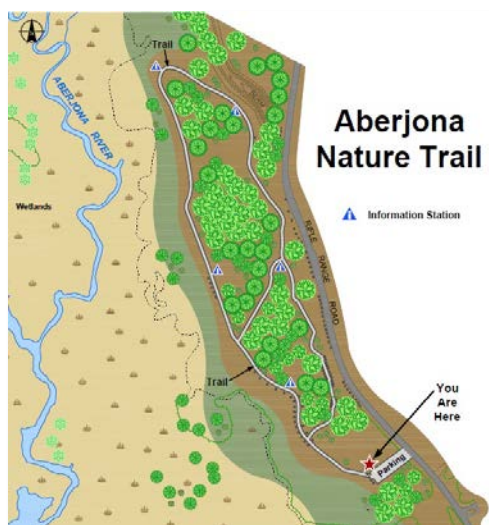 Trail
ABERJONA
RIVER
Aberjona
Nature Trail
Information Station
Wetlands
RIFLE RANGE ROAD
Trail
You
Are
Here
Parking